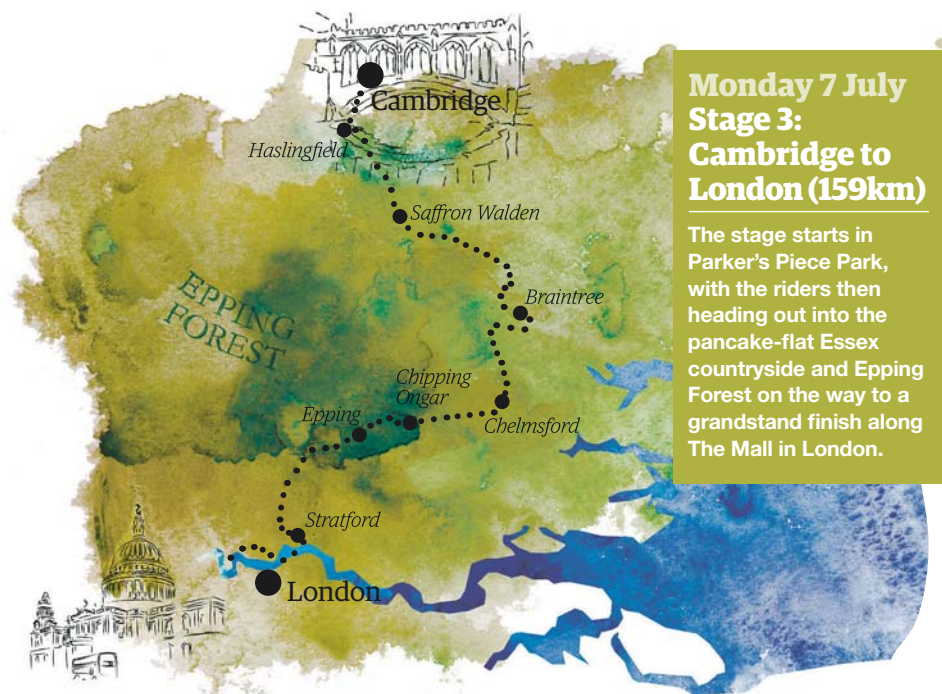 Cambridge
Haslingfield
Saffron Walden
EPPING
FOREST
Braintree
Chipping
Ongar
Epping
Chelmsford
Stratford
London
Monday 7 July
Stage 3:
Cambridge to
London (159km)
The stage starts in
Parker’s Piece Park,
with the riders then
heading out into the
pancake-flat Essex
countryside and Epping
Forest on the way to a
grandstand finish along
The Mall in London.